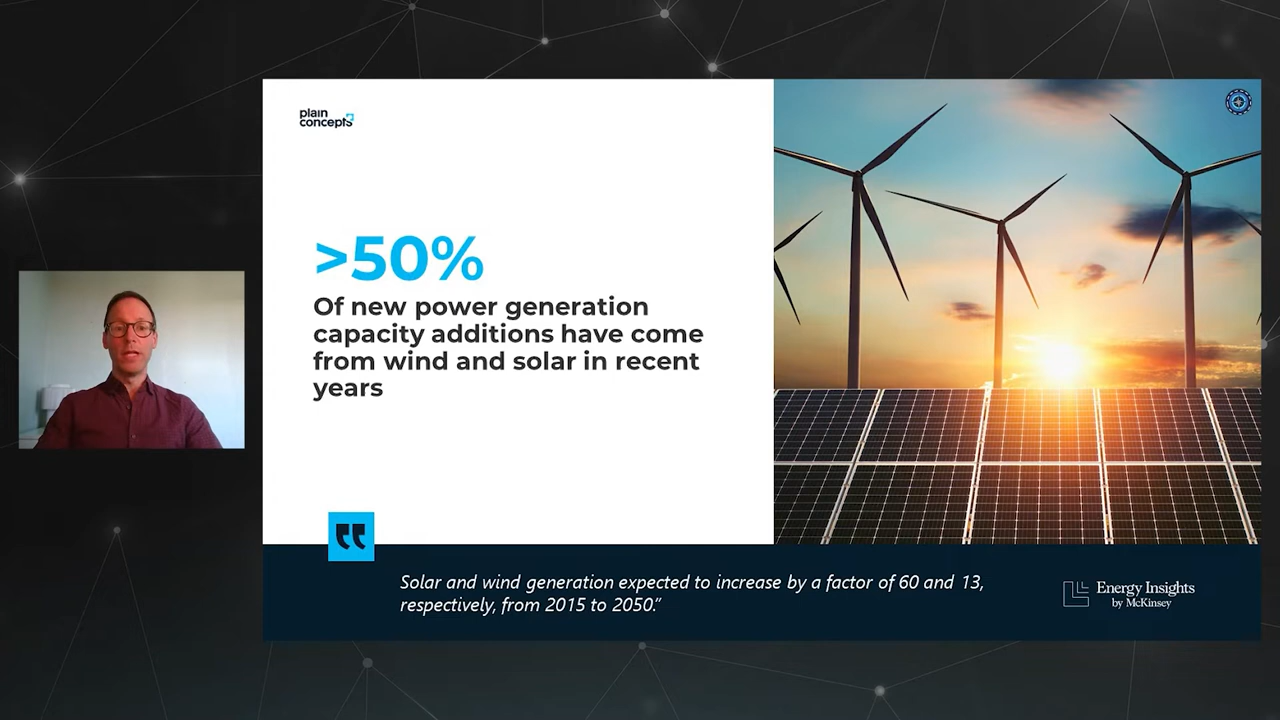 plain
concepts
>50%
Of new power generation
capacity additions have come
from wind and solar in recent
years
Solar and wind generation expected to increase by a factor of 60 and 13,
respectively, from 2015 to 2050.”
Energy Insights
by McKinsey